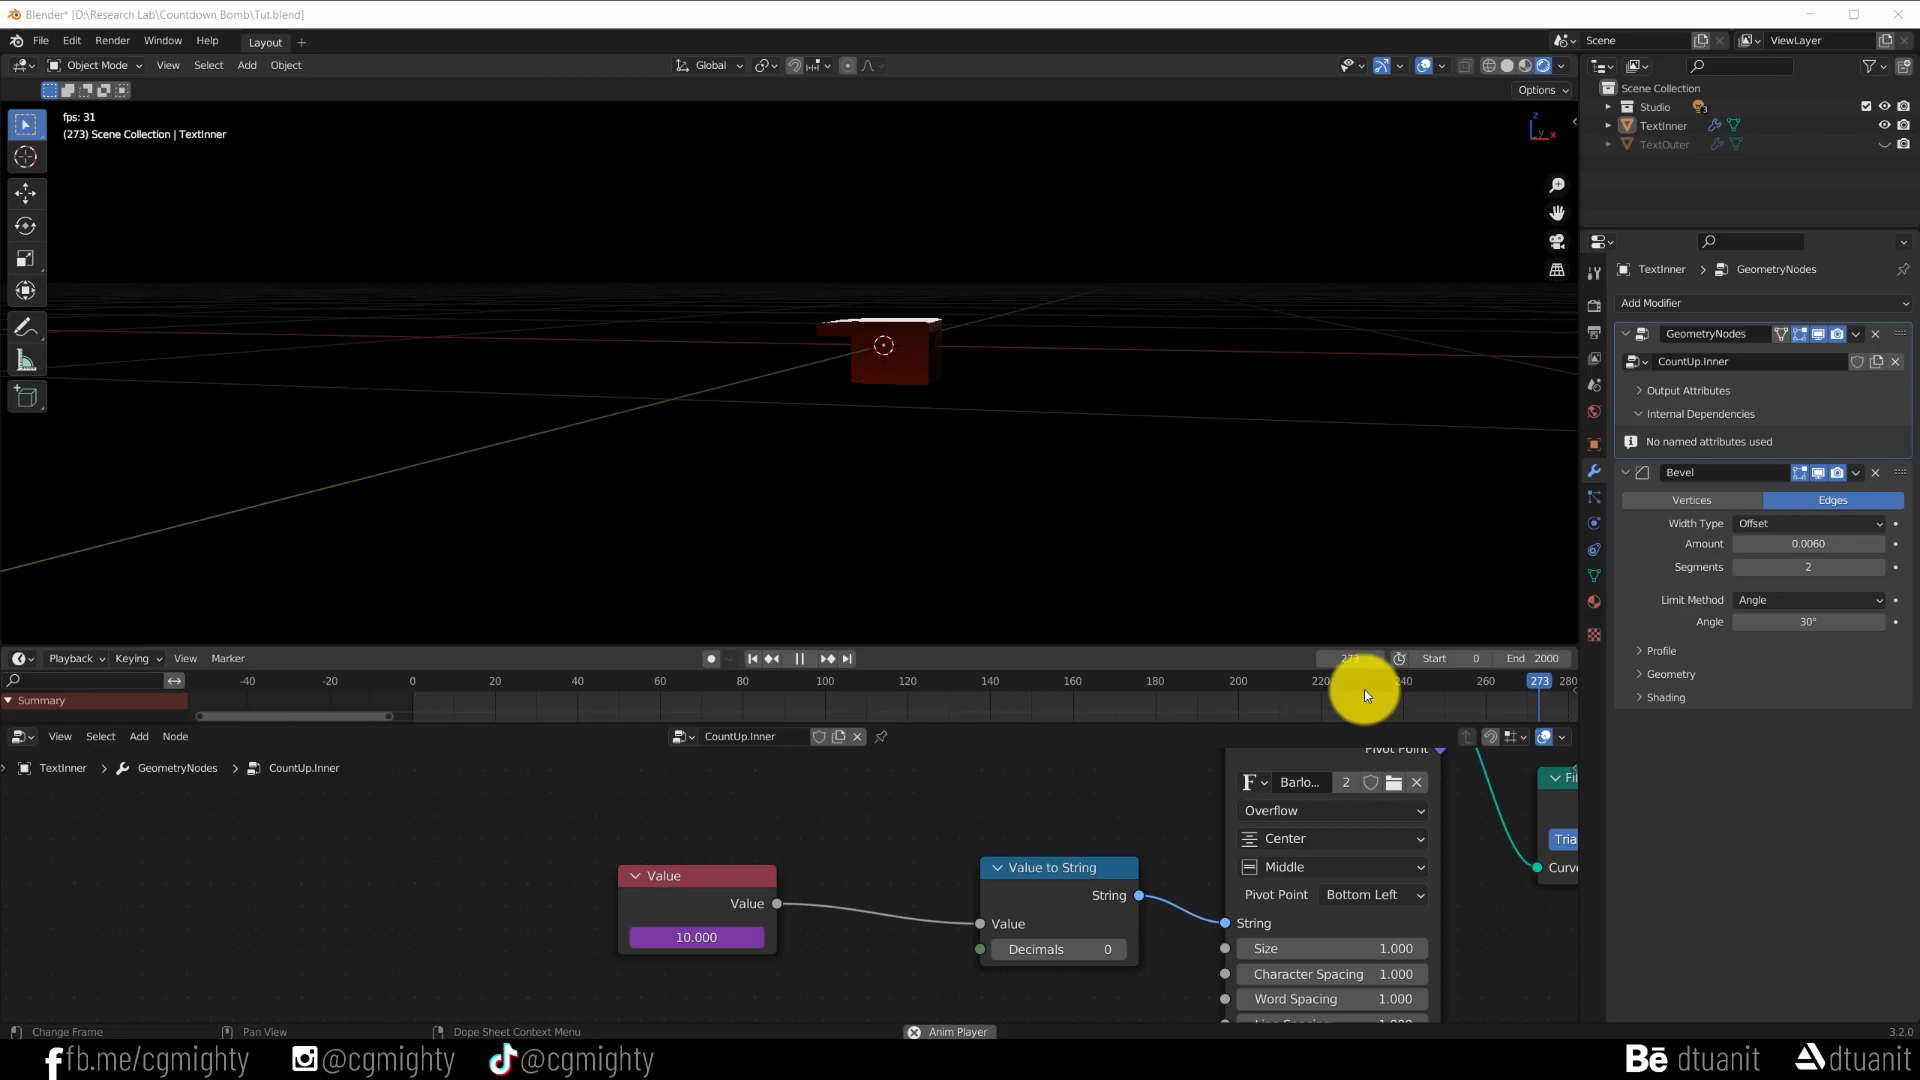 Blender* [D:\Research Lab\Countdown Bomb\Tut.blend]
File Edit Render Window Help Layout + Scene ViewLayer
Object Mode View Select Add Object Global
Options
fps: 31
(273) Scene Collection | TextInner
Z
Y
X
Scene Collection
Studio 3
TextInner
TextOuter
TextInner > GeometryNodes
Add Modifier
GeometryNodes
CountUp.Inner
Output Attributes
Internal Dependencies
No named attributes used
Bevel
Vertices Edges
Width Type Offset
Amount 0.0060
Segments 2
Limit Method Angle
Angle 30°
Profile
Geometry
Shading
Playback Keying View Marker 273 Start 0 End 2000
-40 -20 0 20 40 60 80 100 120 140 160 180 200 220 240 260 273 280
Summary
View Select Add Node CountUp.Inner
TextInner > GeometryNodes > CountUp.Inner
Pivot Point
F Barlo... 2
Overflow
Center
Middle
Pivot Point Bottom Left
String
Size 1.000
Character Spacing 1.000
Word Spacing 1.000
Value
Value
10.000
Value to String
String
Value
Decimals 0
Fil
Tria
Curve
Change Frame Pan View Dope Sheet Context Menu Anim Player 3.2.0
fb.me/cgmighty @cgmighty @cgmighty Bē dtuanit dtuanit